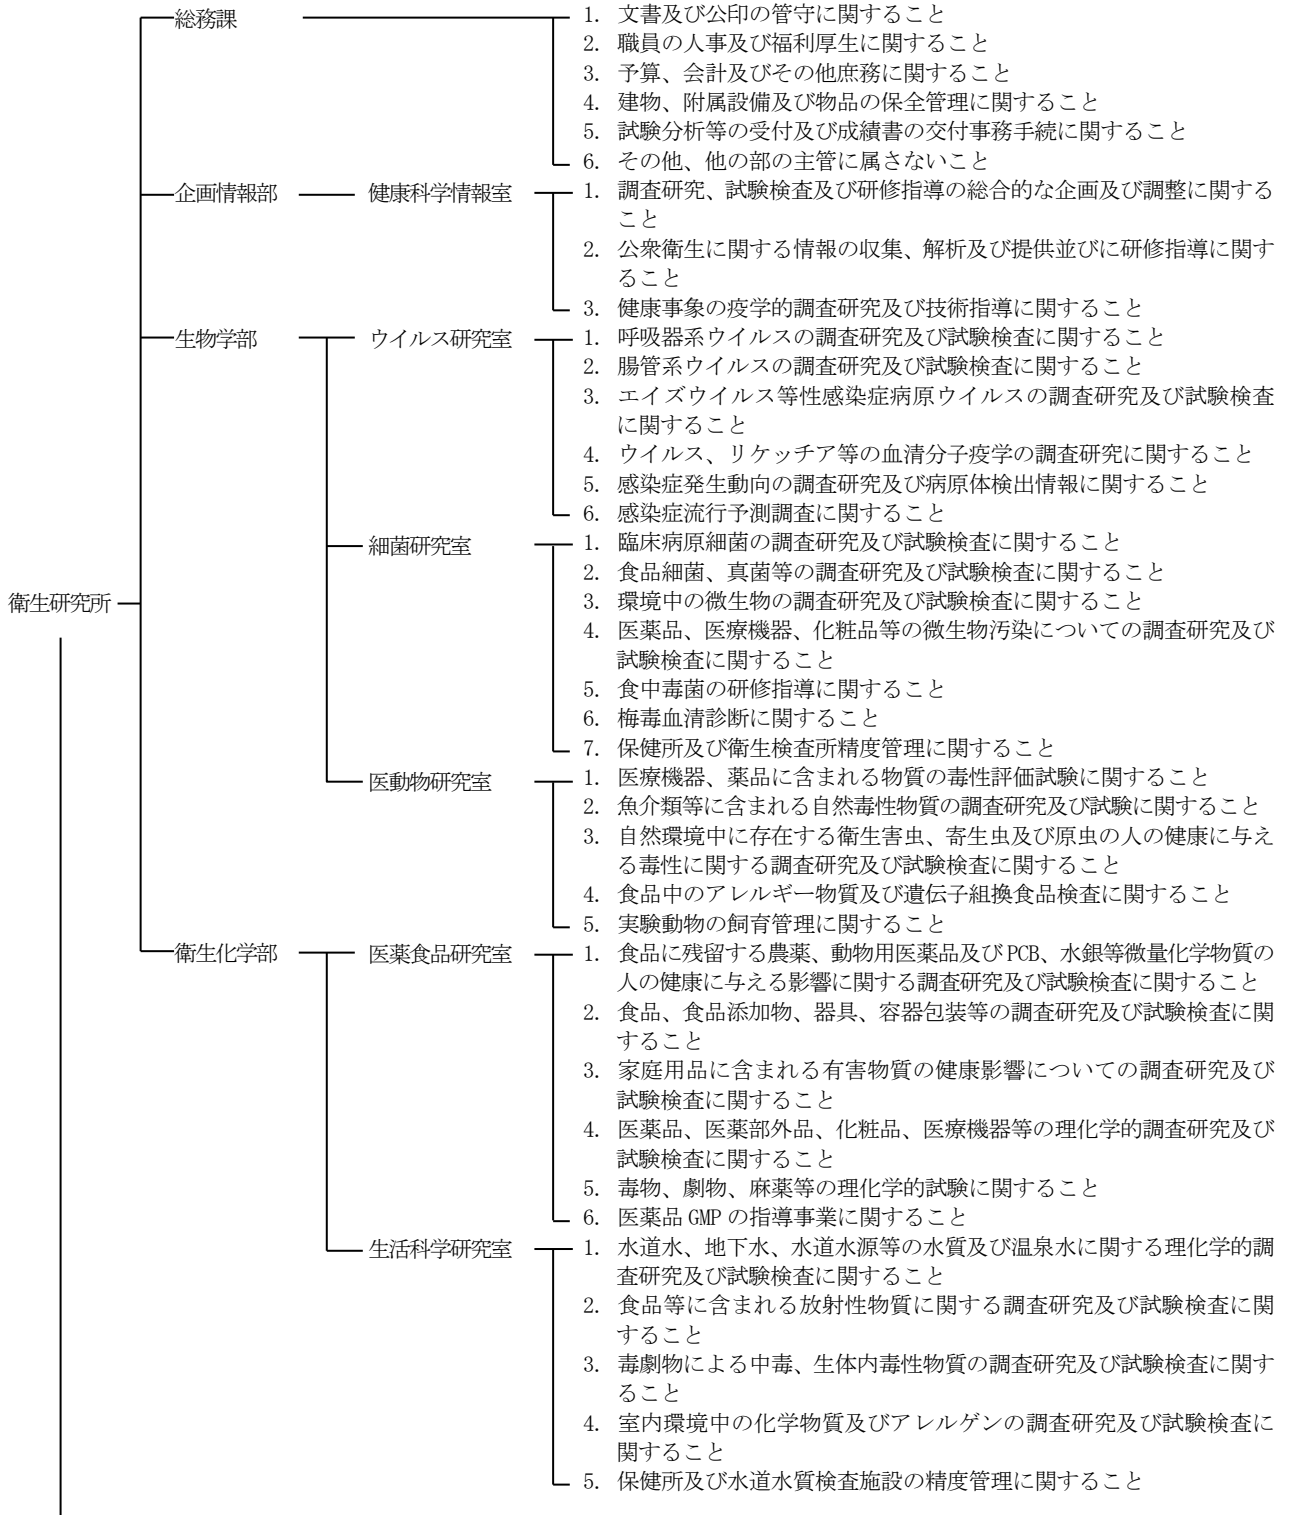 総務課
1. 文書及び公印の管守に関すること
2. 職員の人事及び福利厚生に関すること
3. 予算、会計及びその他庶務に関すること
4. 建物、附属設備及び物品の保全管理に関すること
5. 試験分析等の受付及び成績書の交付事務手続に関すること
6. その他、他の部の主管に属さないこと
企画情報部
健康科学情報室
1. 調査研究、試験検査及び研修指導の総合的な企画及び調整に関する
こと
2. 公衆衛生に関する情報の収集、解析及び提供並びに研修指導に関す
ること
3. 健康事象の疫学的調査研究及び技術指導に関すること
生物学部
ウイルス研究室
1. 呼吸器系ウイルスの調査研究及び試験検査に関すること
2. 腸管系ウイルスの調査研究及び試験検査に関すること
3. エイズウイルス等性感染症病原ウイルスの調査研究及び試験検査
に関すること
4. ウイルス、リケッチア等の血清分子疫学の調査研究に関すること
5. 感染症発生動向の調査研究及び病原体検出情報に関すること
6. 感染症流行予測調査に関すること
細菌研究室
1. 臨床病原細菌の調査研究及び試験検査に関すること
2. 食品細菌、真菌等の調査研究及び試験検査に関すること
衛生研究所
3. 環境中の微生物の調査研究及び試験検査に関すること
4. 医薬品、医療機器、化粧品等の微生物汚染についての調査研究及び
試験検査に関すること
5. 食中毒菌の研修指導に関すること
6. 梅毒血清診断に関すること
7. 保健所及び衛生検査所精度管理に関すること
医動物研究室
1. 医療機器、薬品に含まれる物質の毒性評価試験に関すること
2. 魚介類等に含まれる自然毒性物質の調査研究及び試験に関すること
3. 自然環境中に存在する衛生害虫、寄生虫及び原虫の人の健康に与え
る毒性に関する調査研究及び試験検査に関すること
4. 食品中のアレルギー物質及び遺伝子組換食品検査に関すること
5. 実験動物の飼育管理に関すること
衛生化学部
医薬食品研究室
1. 食品に残留する農薬、動物用医薬品及びPCB、水銀等微量化学物質の
人の健康に与える影響に関する調査研究及び試験検査に関すること
2. 食品、食品添加物、器具、容器包装等の調査研究及び試験検査に関
すること
3. 家庭用品に含まれる有害物質の健康影響についての調査研究及び
試験検査に関すること
4. 医薬品、医薬部外品、化粧品、医療機器等の理化学的調査研究及び
試験検査に関すること
5. 毒物、劇物、麻薬等の理化学的試験に関すること
6. 医薬品 GMP の指導事業に関すること
生活科学研究室
1. 水道水、地下水、水道水源等の水質及び温泉水に関する理化学的調
査研究及び試験検査に関すること
2. 食品等に含まれる放射性物質に関する調査研究及び試験検査に関
すること
3. 毒劇物による中毒、生体内毒性物質の調査研究及び試験検査に関す
ること
4. 室内環境中の化学物質及びアレルゲンの調査研究及び試験検査に
関すること
5. 保健所及び水道水質検査施設の精度管理に関すること